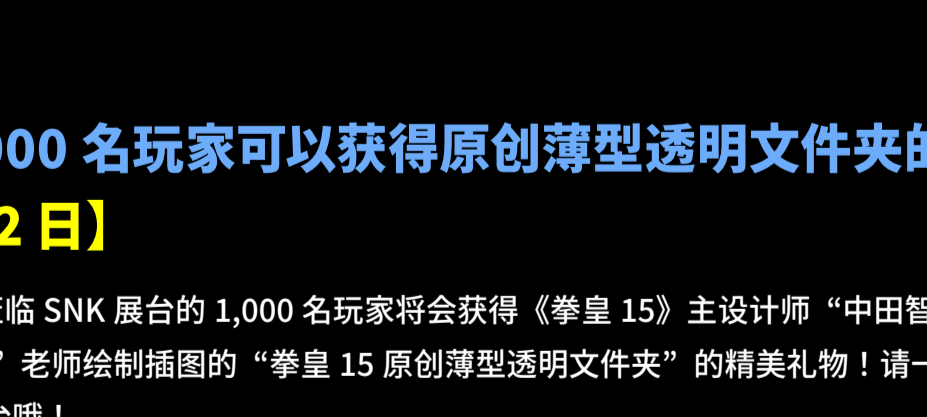 000 名玩家可以获得原创薄型透明文件夹的
2 日】
莅临 SNK 展台的 1,000 名玩家将会获得《拳皇 15》主设计师“中田智
”老师绘制插图的“拳皇 15 原创薄型透明文件夹”的精美礼物！请一
台哦！